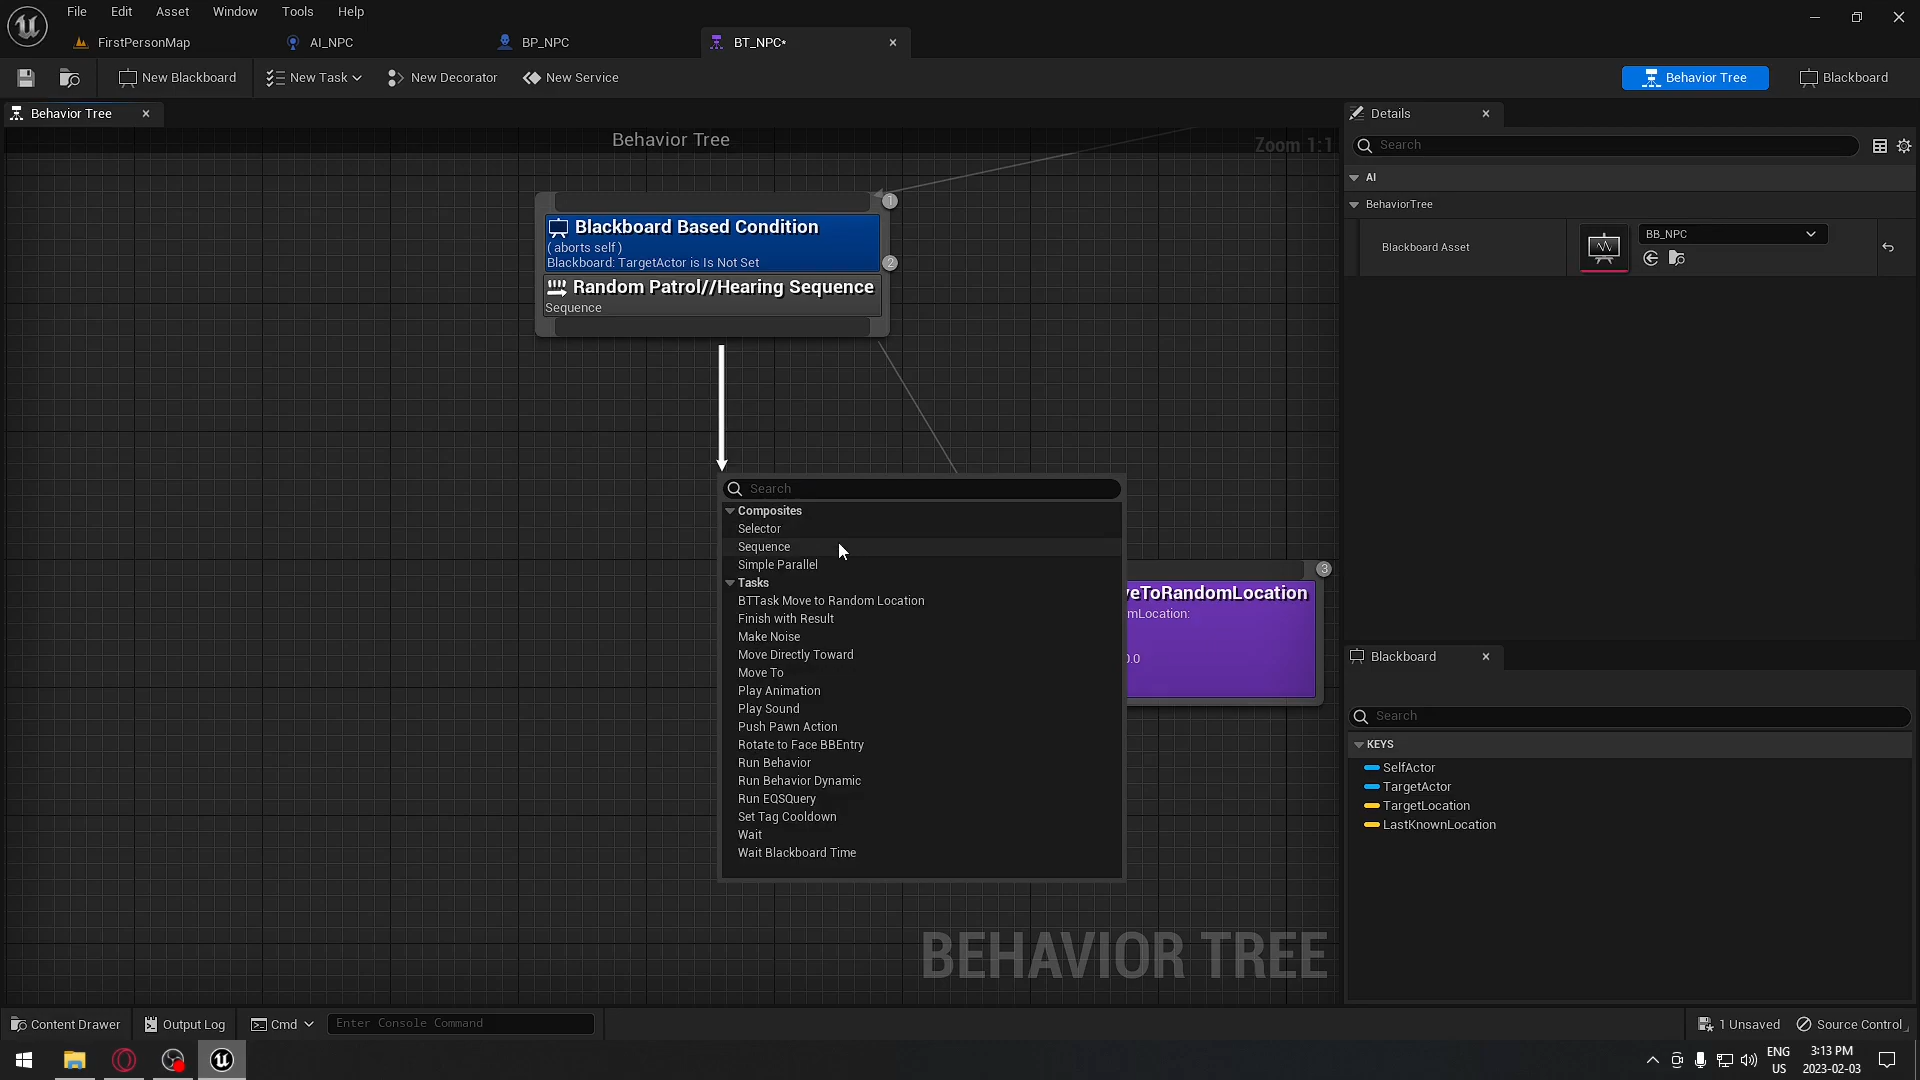 File Edit Asset Window Tools Help
FirstPersonMap AI_NPC BP_NPC BT_NPC*
New Blackboard New Task New Decorator New Service Behavior Tree Blackboard
Behavior Tree
Behavior Tree
Zoom 1:1
1
Blackboard Based Condition
( aborts self )
Blackboard: TargetActor is Is Not Set
2
Random Patrol//Hearing Sequence
Sequence
Search
Composites
Selector
Sequence
Simple Parallel
Tasks
BTTask Move to Random Location
Finish with Result
Make Noise
Move Directly Toward
Move To
Play Animation
Play Sound
Push Pawn Action
Rotate to Face BBEntry
Run Behavior
Run Behavior Dynamic
Run EQSQuery
Set Tag Cooldown
Wait
Wait Blackboard Time
3
veToRandomLocation
mLocation:
0.0
BEHAVIOR TREE
Details
Search
AI
BehaviorTree
Blackboard Asset
BB_NPC
Blackboard
Search
KEYS
SelfActor
TargetActor
TargetLocation
LastKnownLocation
Content Drawer Output Log Cmd Enter Console Command 1 Unsaved Source Control
ENG
US
3:13 PM
2023-02-03